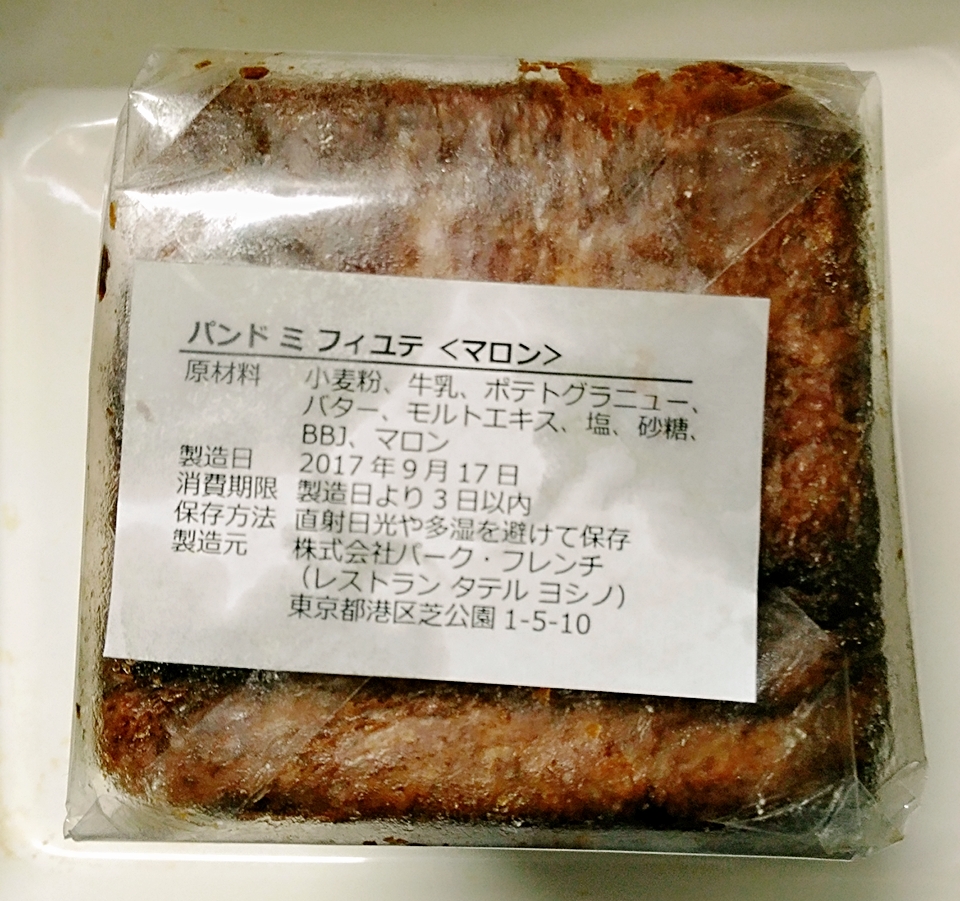 パンド ミ フィユテ <マロン>
原材料 小麦粉、牛乳、ポテトグラニュー、
バター、モルトエキス、塩、砂糖、
BBJ、マロン
製造日 2017年9月17日
消費期限 製造日より3日以内
保存方法 直射日光や多湿を避けて保存
製造元 株式会社パーク・フレンチ
(レストラン タテル ヨシノ)
東京都港区芝公園 1-5-10